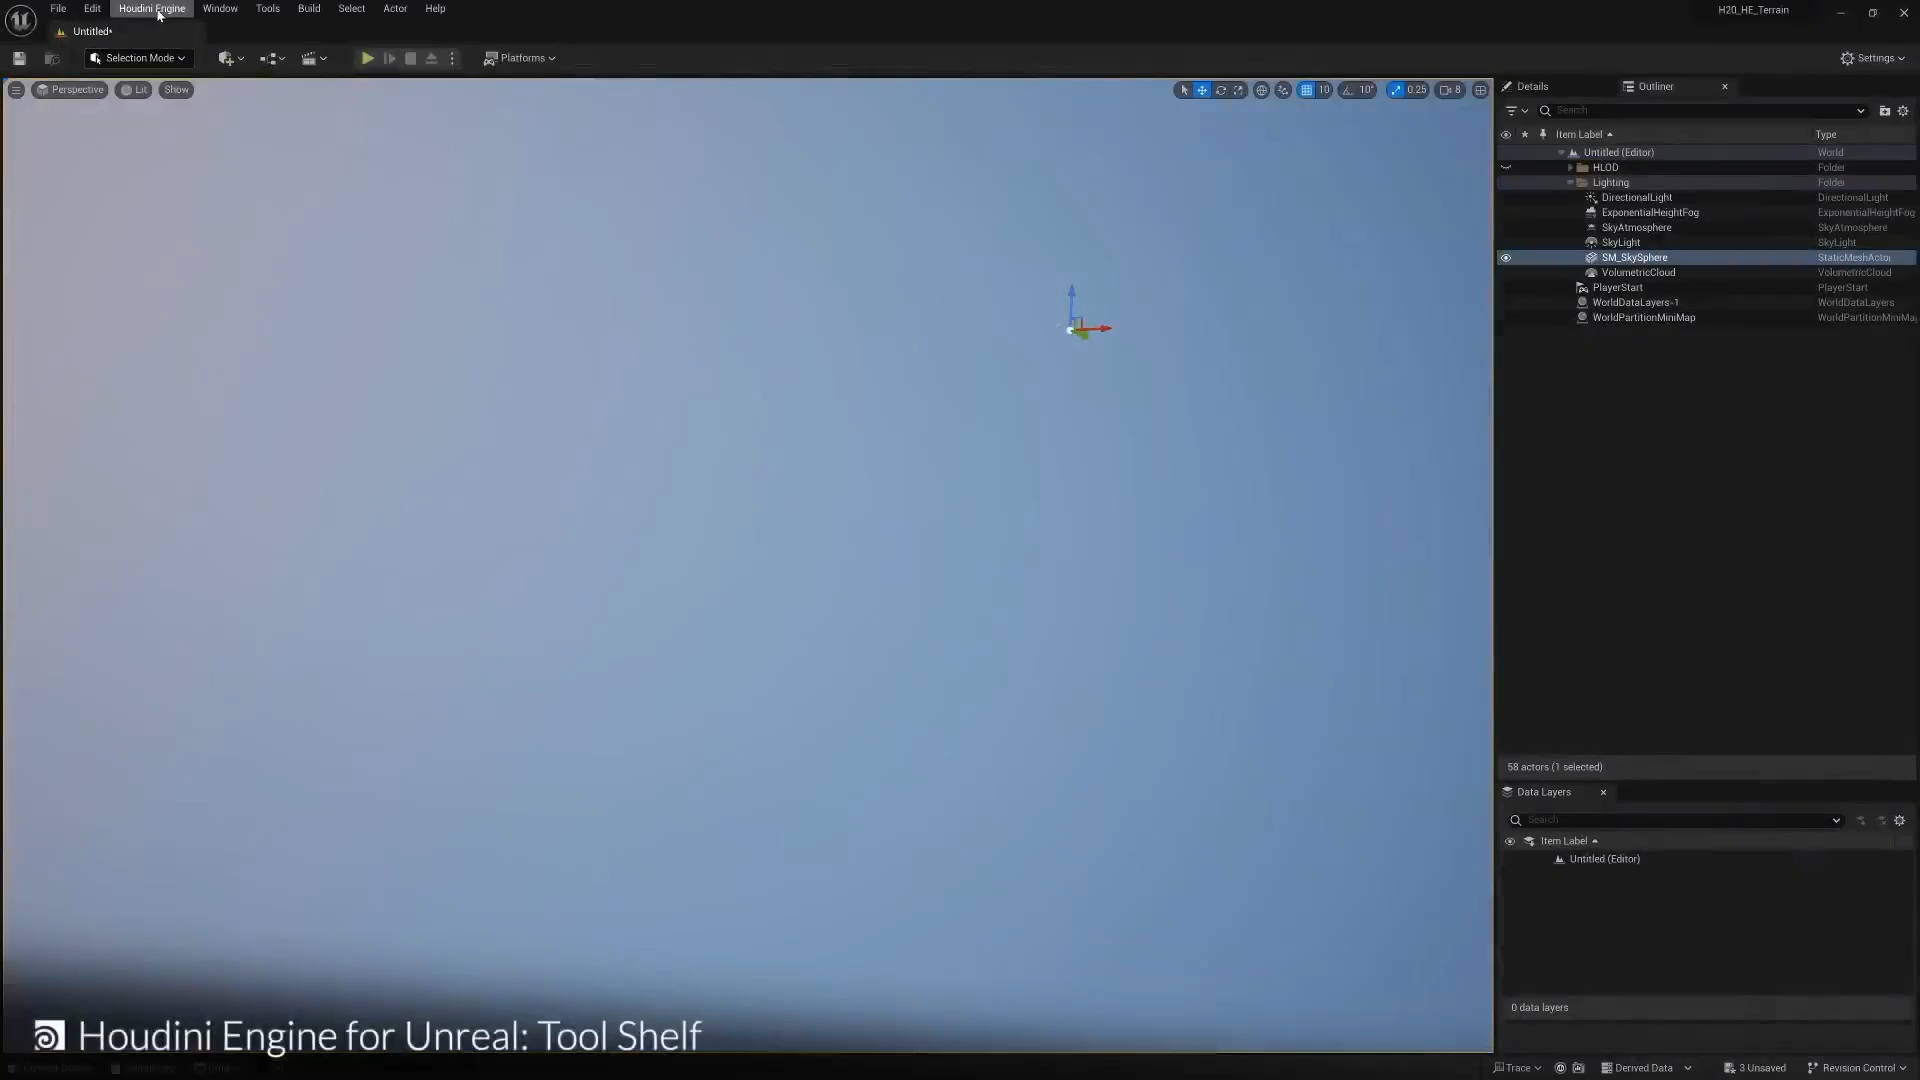 File Edit Houdini Engine Window Tools Build Select Actor Help
H20_HE_Terrain
Untitled*
Selection Mode
Platforms
Settings
Perspective Lit Show
10 10° 0.25 8
Details Outliner
Search
Item Label Type
Untitled (Editor) World
HLOD Folder
Lighting Folder
DirectionalLight DirectionalLight
ExponentialHeightFog ExponentialHeightFog
SkyAtmosphere SkyAtmosphere
SkyLight SkyLight
SM_SkySphere StaticMeshActor
VolumetricCloud VolumetricCloud
PlayerStart PlayerStart
WorldDataLayers-1 WorldDataLayers
WorldPartitionMiniMap WorldPartitionMiniMa
58 actors (1 selected)
Data Layers
Search
Item Label
Untitled (Editor)
0 data layers
Houdini Engine for Unreal: Tool Shelf
Trace Derived Data 3 Unsaved Revision Control